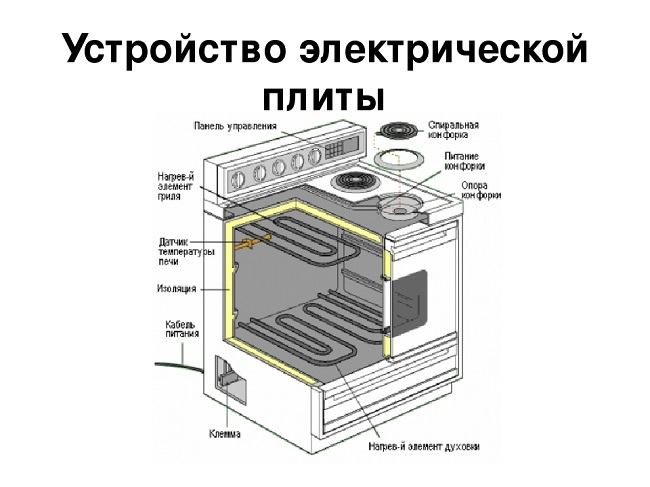 Устройство электрической
плиты
Панель управления
Спиральная
конфорка
Питание
конфорки
Опора
конфорки
Нагрев-й
элемент
гриля
Датчик
температуры
печи
Изоляция
Кабель
питания
Клемма
Нагрев-й элемент духовки